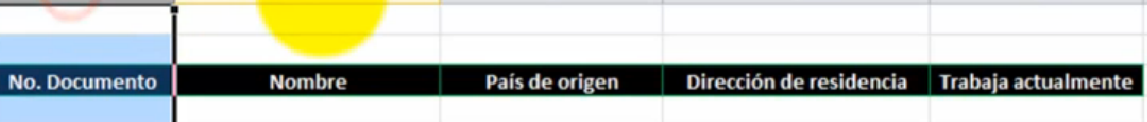 No. Documento Nombre País de origen Dirección de residencia Trabaja actualmente